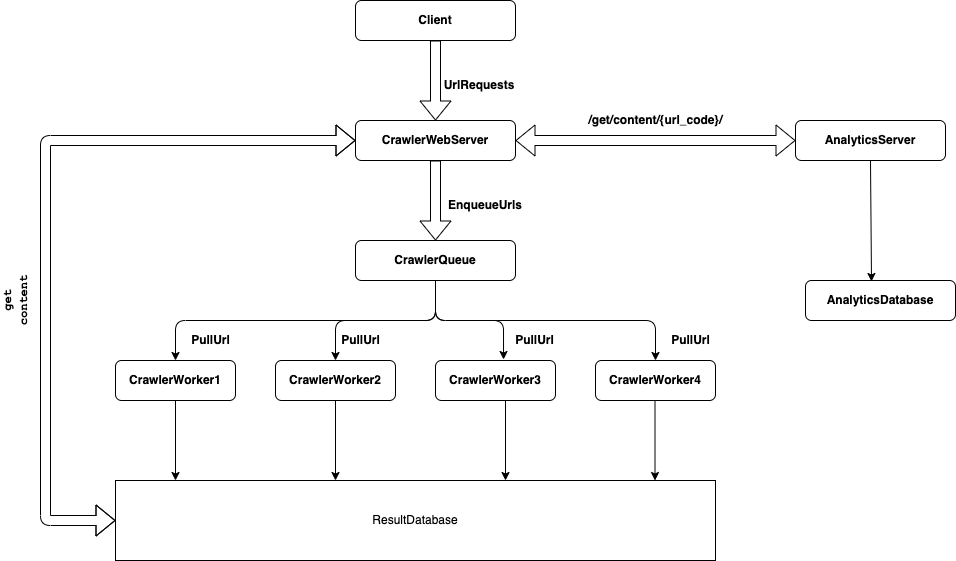 Client
UrlRequests
/get/content/{url_code}/
CrawlerWebServer
AnalyticsServer
EnqueueUrls
CrawlerQueue
get
content
AnalyticsDatabase
PullUrl
PullUrl
PullUrl
PullUrl
CrawlerWorker1
CrawlerWorker2
CrawlerWorker3
CrawlerWorker4
ResultDatabase